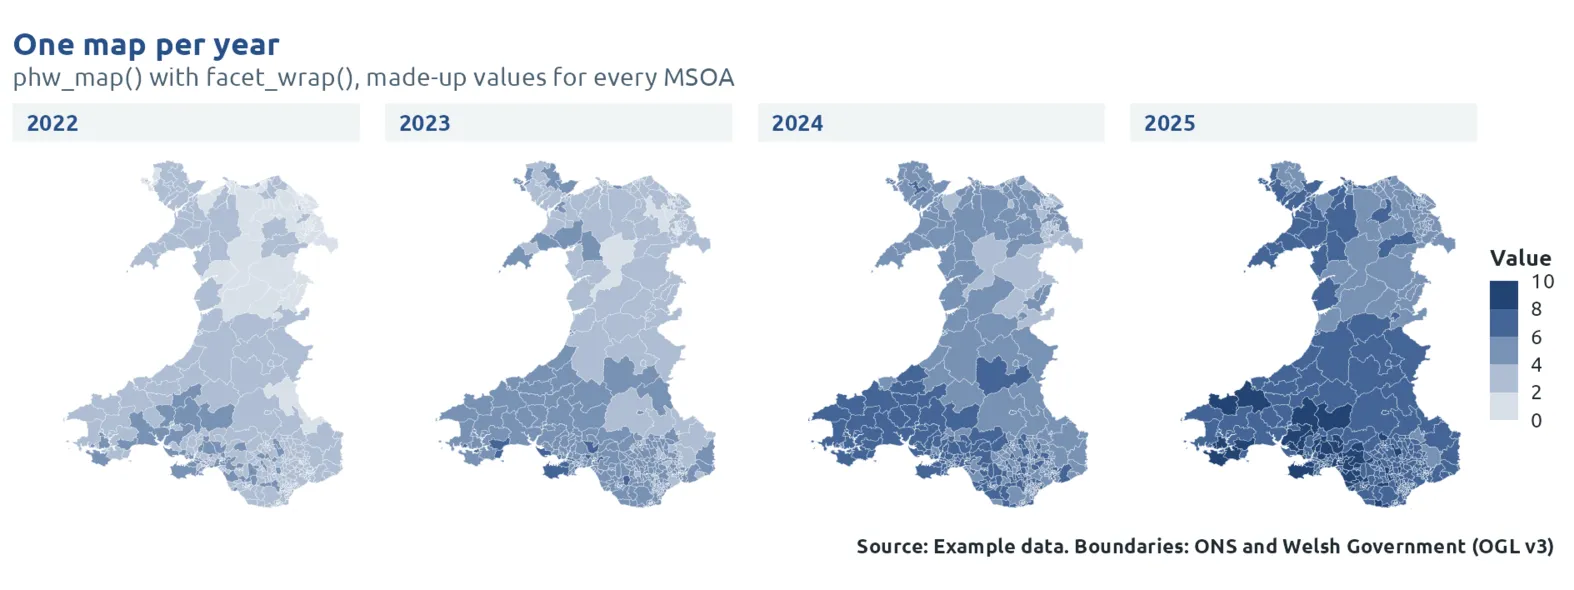 One map per year
phw_map() with facet_wrap(), made-up values for every MSOA
2022
2023
2024
2025
Value
10
8
6
4
2
0
Source: Example data. Boundaries: ONS and Welsh Government (OGL v3)